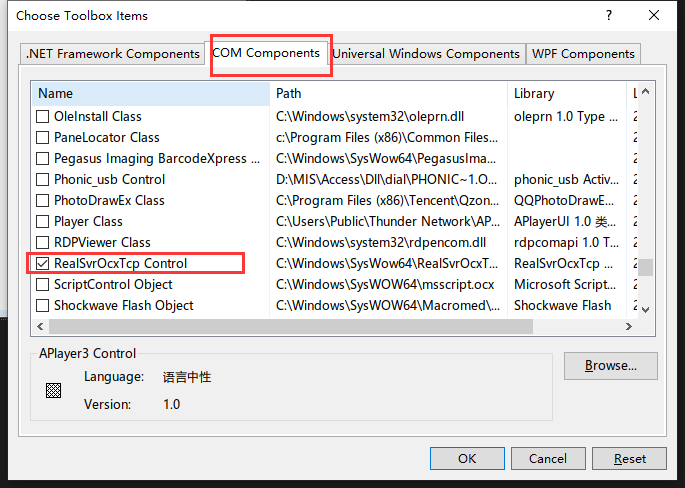 Choose Toolbox Items
.NET Framework Components COM Components Universal Windows Components WPF Components
Name Path Library L
OleInstall Class C:\Windows\system32\oleprn.dll oleprn 1.0 Type ... 2
PaneLocator Class c:\Program Files (x86)\Common Files... 2
Pegasus Imaging BarcodeXpress ... C:\Windows\SysWow64\PegasusIma... 2
Phonic_usb Control D:\MIS\Access\Dll\dial\PHONIC~1.O... phonic_usb Activ... 2
PhotoDrawEx Class C:\Program Files (x86)\Tencent\Qzon... QQPhotoDrawEx... 2
Player Class C:\Users\Public\Thunder Network\AP... APlayerUI 1.0 类... 2
RDPViewer Class C:\Windows\system32\rdpencom.dll rdpcomapi 1.0 T... 2
RealSvrOcxTcp Control C:\Windows\SysWow64\RealSvrOcxT... RealSvrOcxTcp ... 2
ScriptControl Object C:\Windows\SysWOW64\msscript.ocx Microsoft Script... 2
Shockwave Flash Object C:\Windows\SysWOW64\Macromed\... Shockwave Flash 2
APlayer3 Control
Language: 语言中性
Version: 1.0
Browse...
OK Cancel Reset